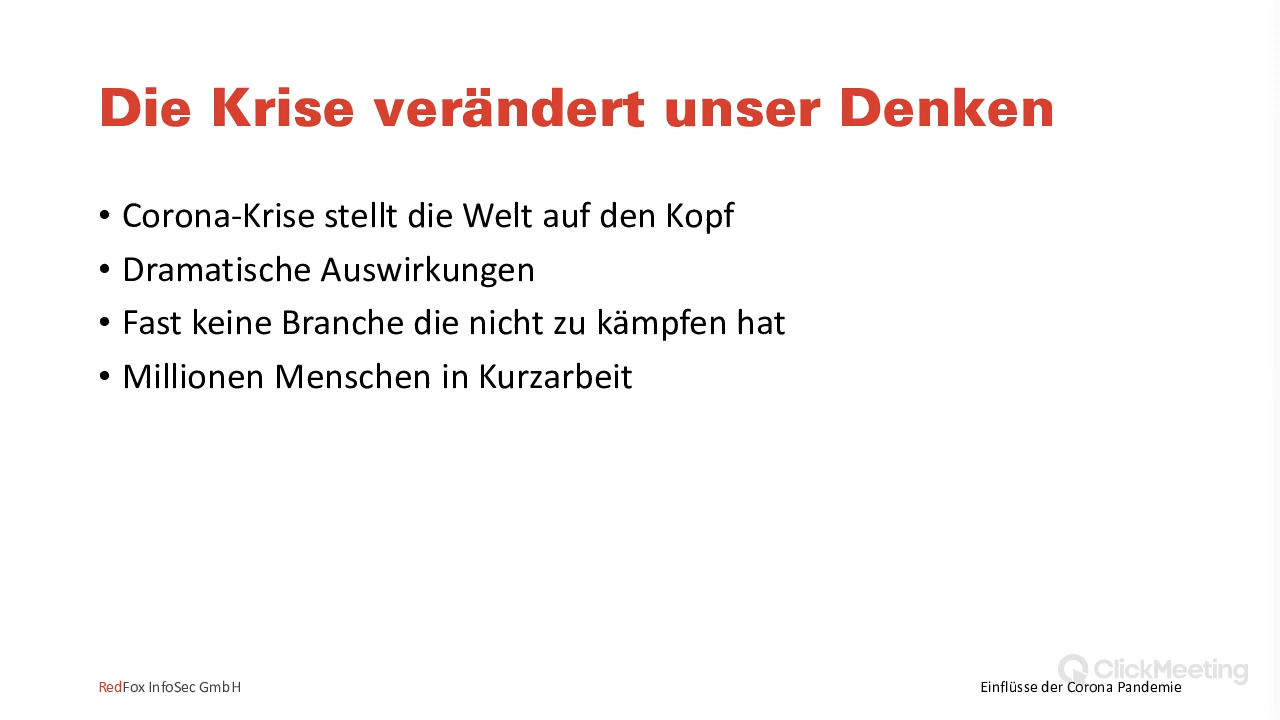 Die Krise verändert unser Denken
• Corona-Krise stellt die Welt auf den Kopf
• Dramatische Auswirkungen
• Fast keine Branche die nicht zu kämpfen hat
• Millionen Menschen in Kurzarbeit
ClickMeeting
RedFox InfoSec GmbH
Einflüsse der Corona Pandemie